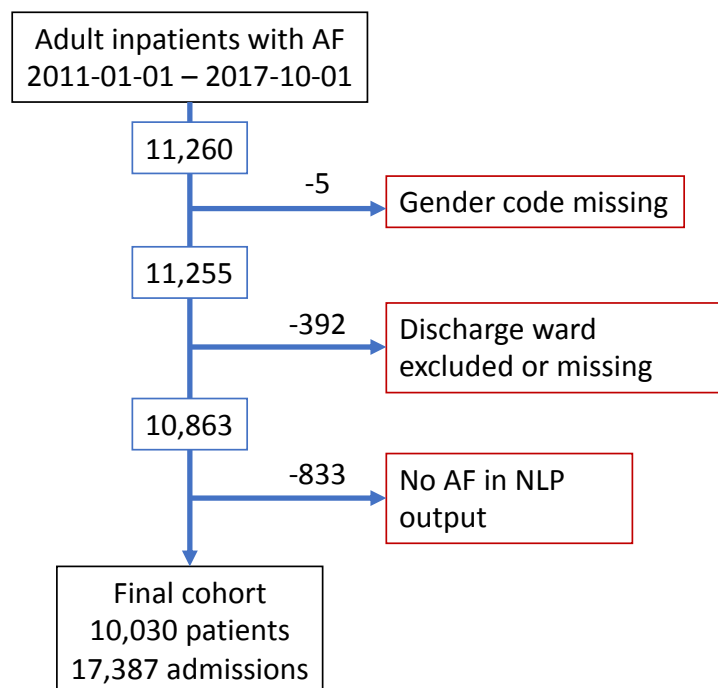 Adult inpatients with AF
2011-01-01 – 2017-10-01
11,260
-5
Gender code missing
11,255
-392
Discharge ward
excluded or missing
10,863
-833
No AF in NLP
output
Final cohort
10,030 patients
17,387 admissions